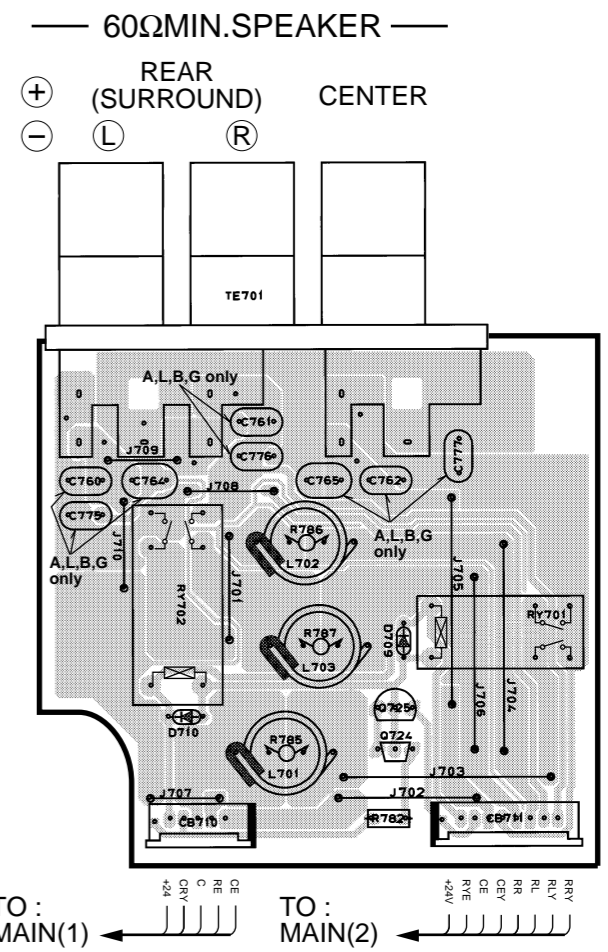 60ΩMIN.SPEAKER
REAR
(SURROUND)
CENTER
+
− L R
TE701
A,L,B,G only
C761
C776
C777
J709
C760
C764
C765
C762
J708
C775
A,L,B,G
only
A,L,B,G
only
J710
R786
L702
J705
RY702
J701
RY701
D709
R787
L703
J706
J704
Q725
D710
Q724
R785
L701
J703
J707
J702
CB710
R782
CB711
+24
CRY
C
RE
CE
+24V
RYE
CE
CEY
RR
RL
RLY
RRY
TO :
MAIN(1)
TO :
MAIN(2)